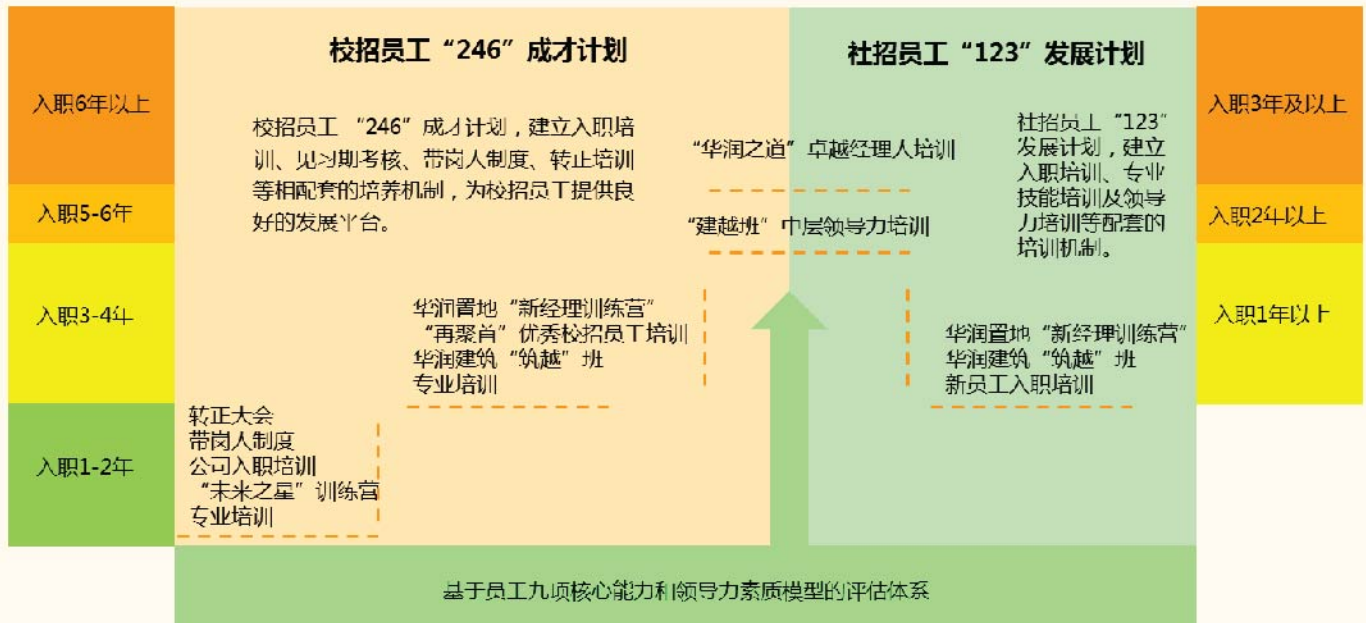 校招员工“246”成才计划
社招员工“123”发展计划
入职6年以上
入职5-6年
入职3-4年
入职1-2年
校招员工 “246”成才计划，建立入职培
训、见习期考核、带岗人制度、转正培训
等相配套的培养机制，为校招员工提供良
好的发展平台。
“华润之道”卓越经理人培训
“建越班”中层领导力培训
华润置地“新经理训练营”
“再聚首”优秀校招员工培训
华润建筑“筑越”班
专业培训
转正大会
带岗人制度
公司入职培训
“未来之星”训练营
专业培训
社招员工“123”
发展计划，建立
入职培训、专业
技能培训及领导
力培训等配套的
培训机制。
华润置地“新经理训练营”
华润建筑“筑越”班
新员工入职培训
入职3年及以上
入职2年以上
入职1年以上
基于员工九项核心能力和领导力素质模型的评估体系